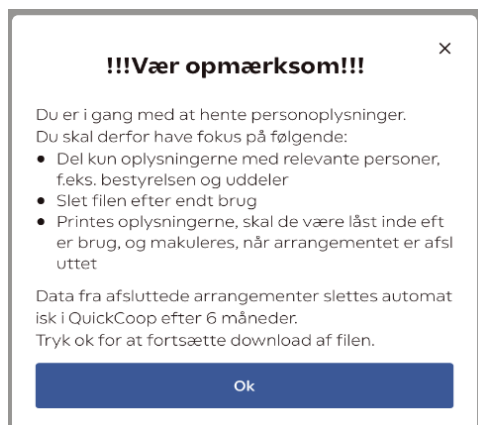 !!!Vær opmærksom!!!
Du er i gang med at hente personoplysninger.
Du skal derfor have fokus på følgende:
• Del kun oplysningerne med relevante personer,
f.eks. bestyrelsen og uddeler
• Slet filen efter endt brug
• Printes oplysningerne, skal de være låst inde eft
er brug, og makuleres, når arrangementet er afsl
uttet
Data fra afsluttede arrangementer slettes automat
isk i QuickCoop efter 6 måneder.
Tryk ok for at fortsætte download af filen.
Ok